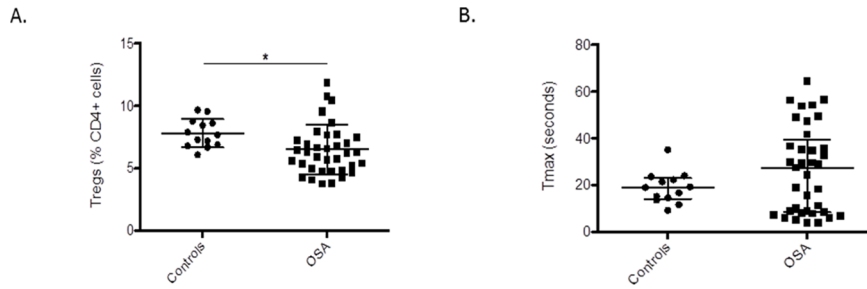 A.
Tregs (% CD4+ cells)
15
10
5
0
*
Controls
OSA
B.
Tmax (seconds)
80
60
40
20
0
Controls
OSA